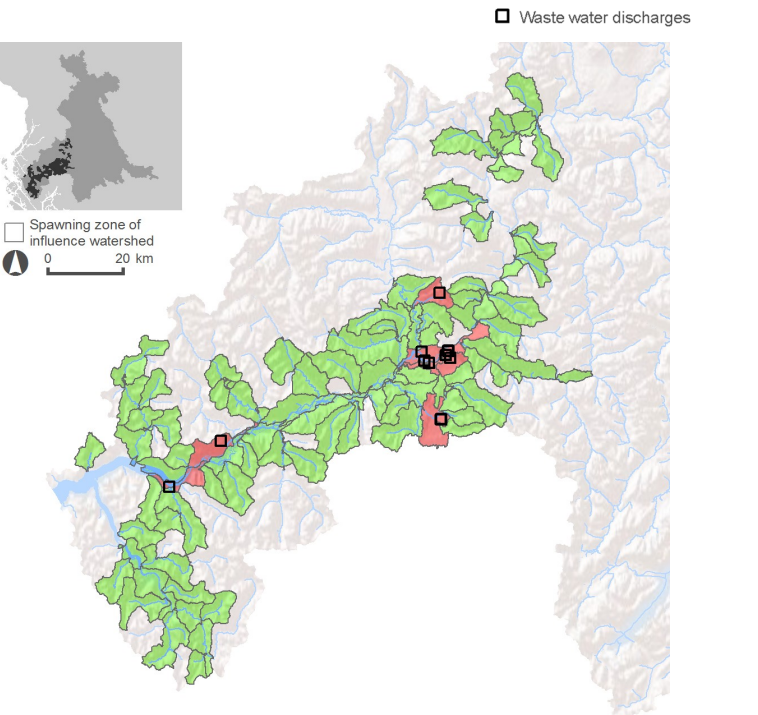 Waste water discharges
Spawning zone of
influence watershed
0 20 km